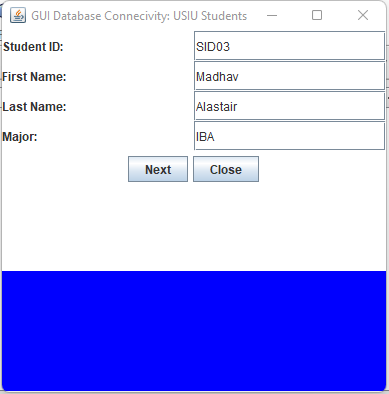 GUI Database Connecivity: USIU Students
Student ID: SID03
First Name: Madhav
Last Name: Alastair
Major: IBA
Next Close